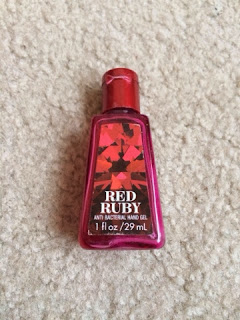 RED
RUBY
ANTI-BACTERIAL HAND GEL
1 fl oz/29 mL